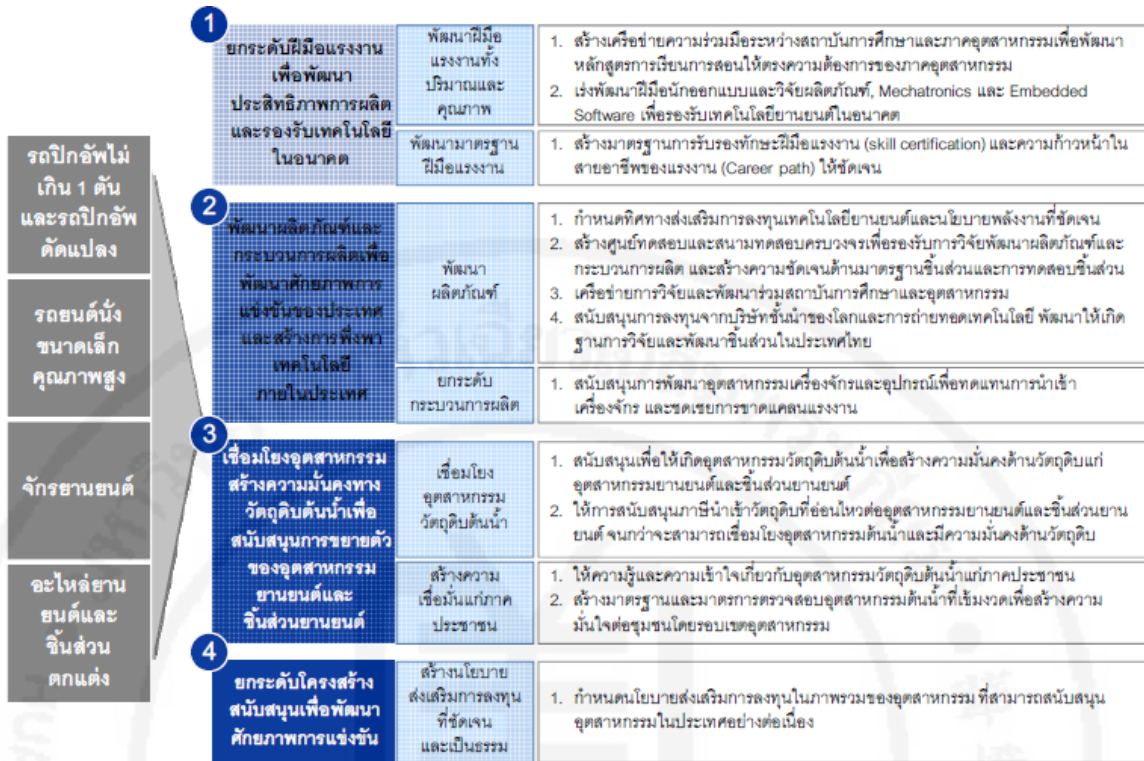 รถปิกอัพไม่
เกิน 1 ตัน
และรถปิกอัพ
ดัดแปลง
รถยนต์นั่ง
ขนาดเล็ก
คุณภาพสูง
จักรยานยนต์
อะไหล่ยาน
ยนต์และ
ชิ้นส่วน
ตกแต่ง
1
ยกระดับฝีมือแรงงาน
เพื่อพัฒนา
ประสิทธิภาพการผลิต
และรองรับเทคโนโลยี
ในอนาคต
พัฒนาฝีมือ
แรงงานทั้ง
ปริมาณและ
คุณภาพ
1. สร้างเครือข่ายความร่วมมือระหว่างสถาบันการศึกษาและภาคอุตสาหกรรมเพื่อพัฒนา
หลักสูตรการเรียนการสอนให้ตรงความต้องการของภาคอุตสาหกรรม
2. เร่งพัฒนาฝีมือนักออกแบบและวิจัยผลิตภัณฑ์, Mechatronics และ Embedded
Software เพื่อรองรับเทคโนโลยียานยนต์ในอนาคต
พัฒนามาตรฐาน
ฝีมือแรงงาน
1. สร้างมาตรฐานการรับรองทักษะฝีมือแรงงาน (skill certification) และความก้าวหน้าใน
สายอาชีพของแรงงาน (Career path) ให้ชัดเจน
2
พัฒนาผลิตภัณฑ์และ
กระบวนการผลิตเพื่อ
พัฒนาศักยภาพการ
แข่งขันของประเทศ
และสร้างการพึ่งพา
เทคโนโลยี
ภายในประเทศ
พัฒนา
ผลิตภัณฑ์
1. กำหนดทิศทางส่งเสริมการลงทุนเทคโนโลยียานยนต์และนโยบายพลังงานที่ชัดเจน
2. สร้างศูนย์ทดสอบและสนามทดสอบครบวงจรเพื่อรองรับการวิจัยพัฒนาผลิตภัณฑ์และ
กระบวนการผลิต และสร้างความชัดเจนด้านมาตรฐานชิ้นส่วนและการทดสอบชิ้นส่วน
3. เครือข่ายการวิจัยและพัฒนาร่วมสถาบันการศึกษาและอุตสาหกรรม
4. สนับสนุนการลงทุนจากบริษัทชั้นนำของโลกและการถ่ายทอดเทคโนโลยี พัฒนาให้เกิด
ฐานการวิจัยและพัฒนาชิ้นส่วนในประเทศไทย
ยกระดับ
กระบวนการผลิต
1. สนับสนุนการพัฒนาอุตสาหกรรมเครื่องจักรและอุปกรณ์เพื่อทดแทนการนำเข้า
เครื่องจักร และชดเชยการขาดแคลนแรงงาน
3
เชื่อมโยงอุตสาหกรรม
สร้างความมั่นคงทาง
วัตถุดิบต้นน้ำเพื่อ
สนับสนุนการขยายตัว
ของอุตสาหกรรม
ยานยนต์และ
ชิ้นส่วนยานยนต์
เชื่อมโยง
อุตสาหกรรม
วัตถุดิบต้นน้ำ
1. สนับสนุนเพื่อให้เกิดอุตสาหกรรมวัตถุดิบต้นน้ำเพื่อสร้างความมั่นคงด้านวัตถุดิบแก่
อุตสาหกรรมยานยนต์และชิ้นส่วนยานยนต์
2. ให้การสนับสนุนภาษีนำเข้าวัตถุดิบที่อ่อนไหวต่ออุตสาหกรรมยานยนต์และชิ้นส่วนยาน
ยนต์ จนกว่าจะสามารถเชื่อมโยงอุตสาหกรรมต้นน้ำและมีความมั่นคงด้านวัตถุดิบ
สร้างความ
เชื่อมั่นแก่ภาค
ประชาชน
1. ให้ความรู้และความเข้าใจเกี่ยวกับอุตสาหกรรมวัตถุดิบต้นน้ำแก่ภาคประชาชน
2. สร้างมาตรฐานและมาตรการตรวจสอบอุตสาหกรรมต้นน้ำที่เข้มงวดเพื่อสร้างความ
มั่นใจต่อชุมชนโดยรอบเขตอุตสาหกรรม
4
ยกระดับโครงสร้าง
สนับสนุนเพื่อพัฒนา
ศักยภาพการแข่งขัน
สร้างนโยบาย
ส่งเสริมการลงทุน
ที่ชัดเจน
และเป็นธรรม
1. กำหนดนโยบายส่งเสริมการลงทุนในภาพรวมของอุตสาหกรรม ที่สามารถสนับสนุน
อุตสาหกรรมในประเทศอย่างต่อเนื่อง